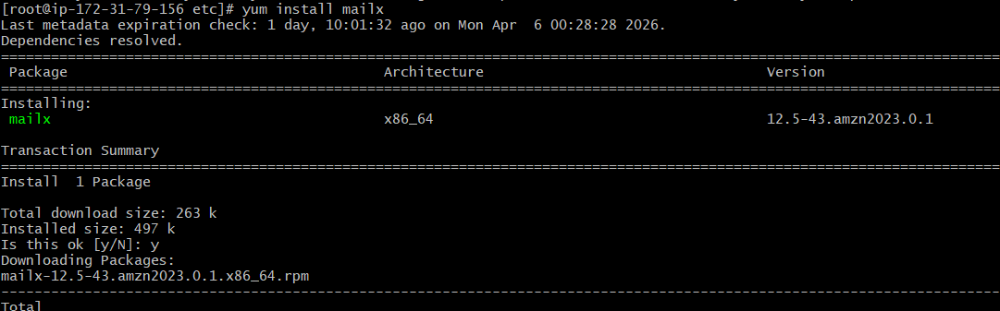 [root@ip-172-31-79-156 etc]# yum install mailx
Last metadata expiration check: 1 day, 10:01:32 ago on Mon Apr  6 00:28:28 2026.
Dependencies resolved.
================================================================================
Package Architecture Version
================================================================================
Installing:
mailx x86_64 12.5-43.amzn2023.0.1
Transaction Summary
================================================================================
Install  1 Package
Total download size: 263 k
Installed size: 497 k
Is this ok [y/N]: y
Downloading Packages:
mailx-12.5-43.amzn2023.0.1.x86_64.rpm
--------------------------------------------------------------------------------
Total